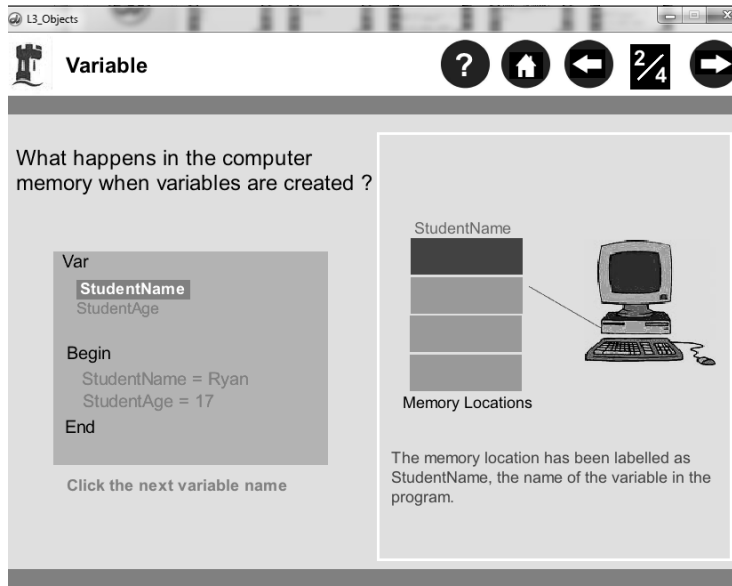 L3_Objects
Variable
?
2/4
What happens in the computer
memory when variables are created ?
Var
StudentName
StudentAge
Begin
StudentName = Ryan
StudentAge = 17
End
Click the next variable name
StudentName
Memory Locations
The memory location has been labelled as
StudentName, the name of the variable in the
program.